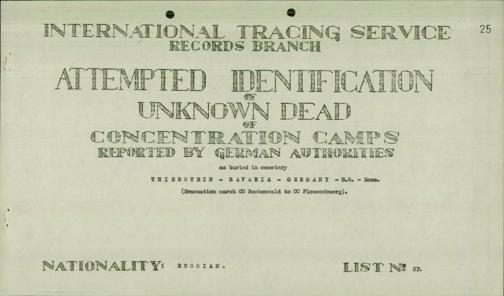 INTERNATIONAL TRACING SERVICE
25
RECORDS BRANCH
ATTEMPTED IDENTIFICATION
OF
UNKNOWN DEAD
OF
CONCENTRATION CAMPS
REPORTED BY GERMAN AUTHORITIES
as buried in cemetery
THIERSTEIN - BAVARIA - GERMANY - U.S. - Zone.
(Evacuation march CC Buchenwald to CC Flossenbuerg).
NATIONALITY: RUSSIAN.
LIST Nº 27.